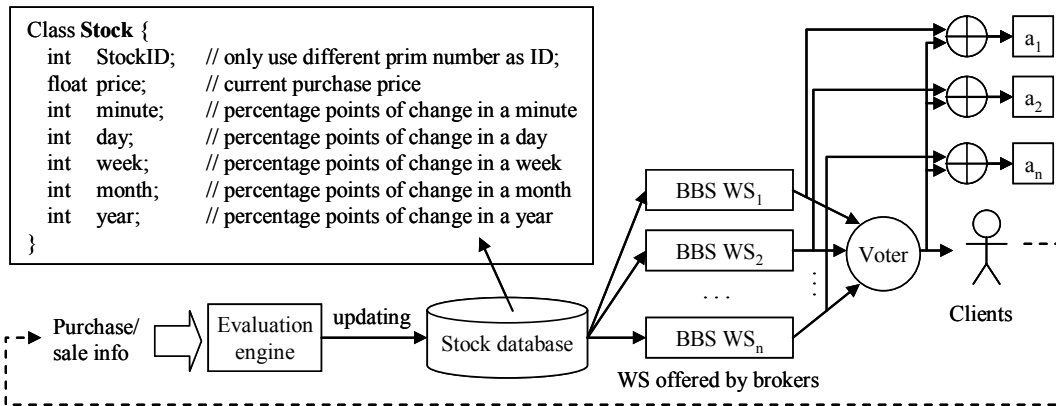 Class Stock {
int StockID; // only use different prim number as ID;
float price; // current purchase price
int minute; // percentage points of change in a minute
int day; // percentage points of change in a day
int week; // percentage points of change in a week
int month; // percentage points of change in a month
int year; // percentage points of change in a year
}
a1
a2
an
BBS WS1
BBS WS2
. . .
BBS WSn
WS offered by brokers
Voter
. . .
Clients
Purchase/
sale info
Evaluation
engine
updating
Stock database